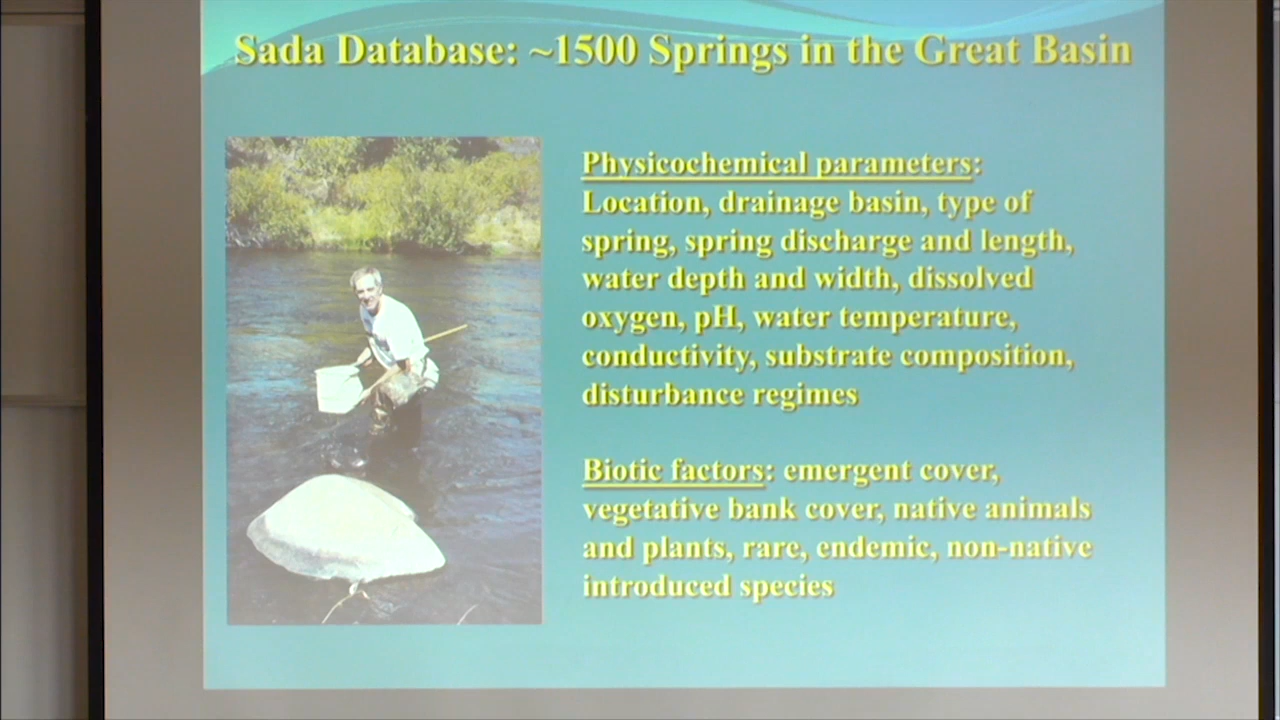 Sada Database: ~1500 Springs in the Great Basin
Physicochemical parameters:
Location, drainage basin, type of
spring, spring discharge and length,
water depth and width, dissolved
oxygen, pH, water temperature,
conductivity, substrate composition,
disturbance regimes
Biotic factors: emergent cover,
vegetative bank cover, native animals
and plants, rare, endemic, non-native
introduced species